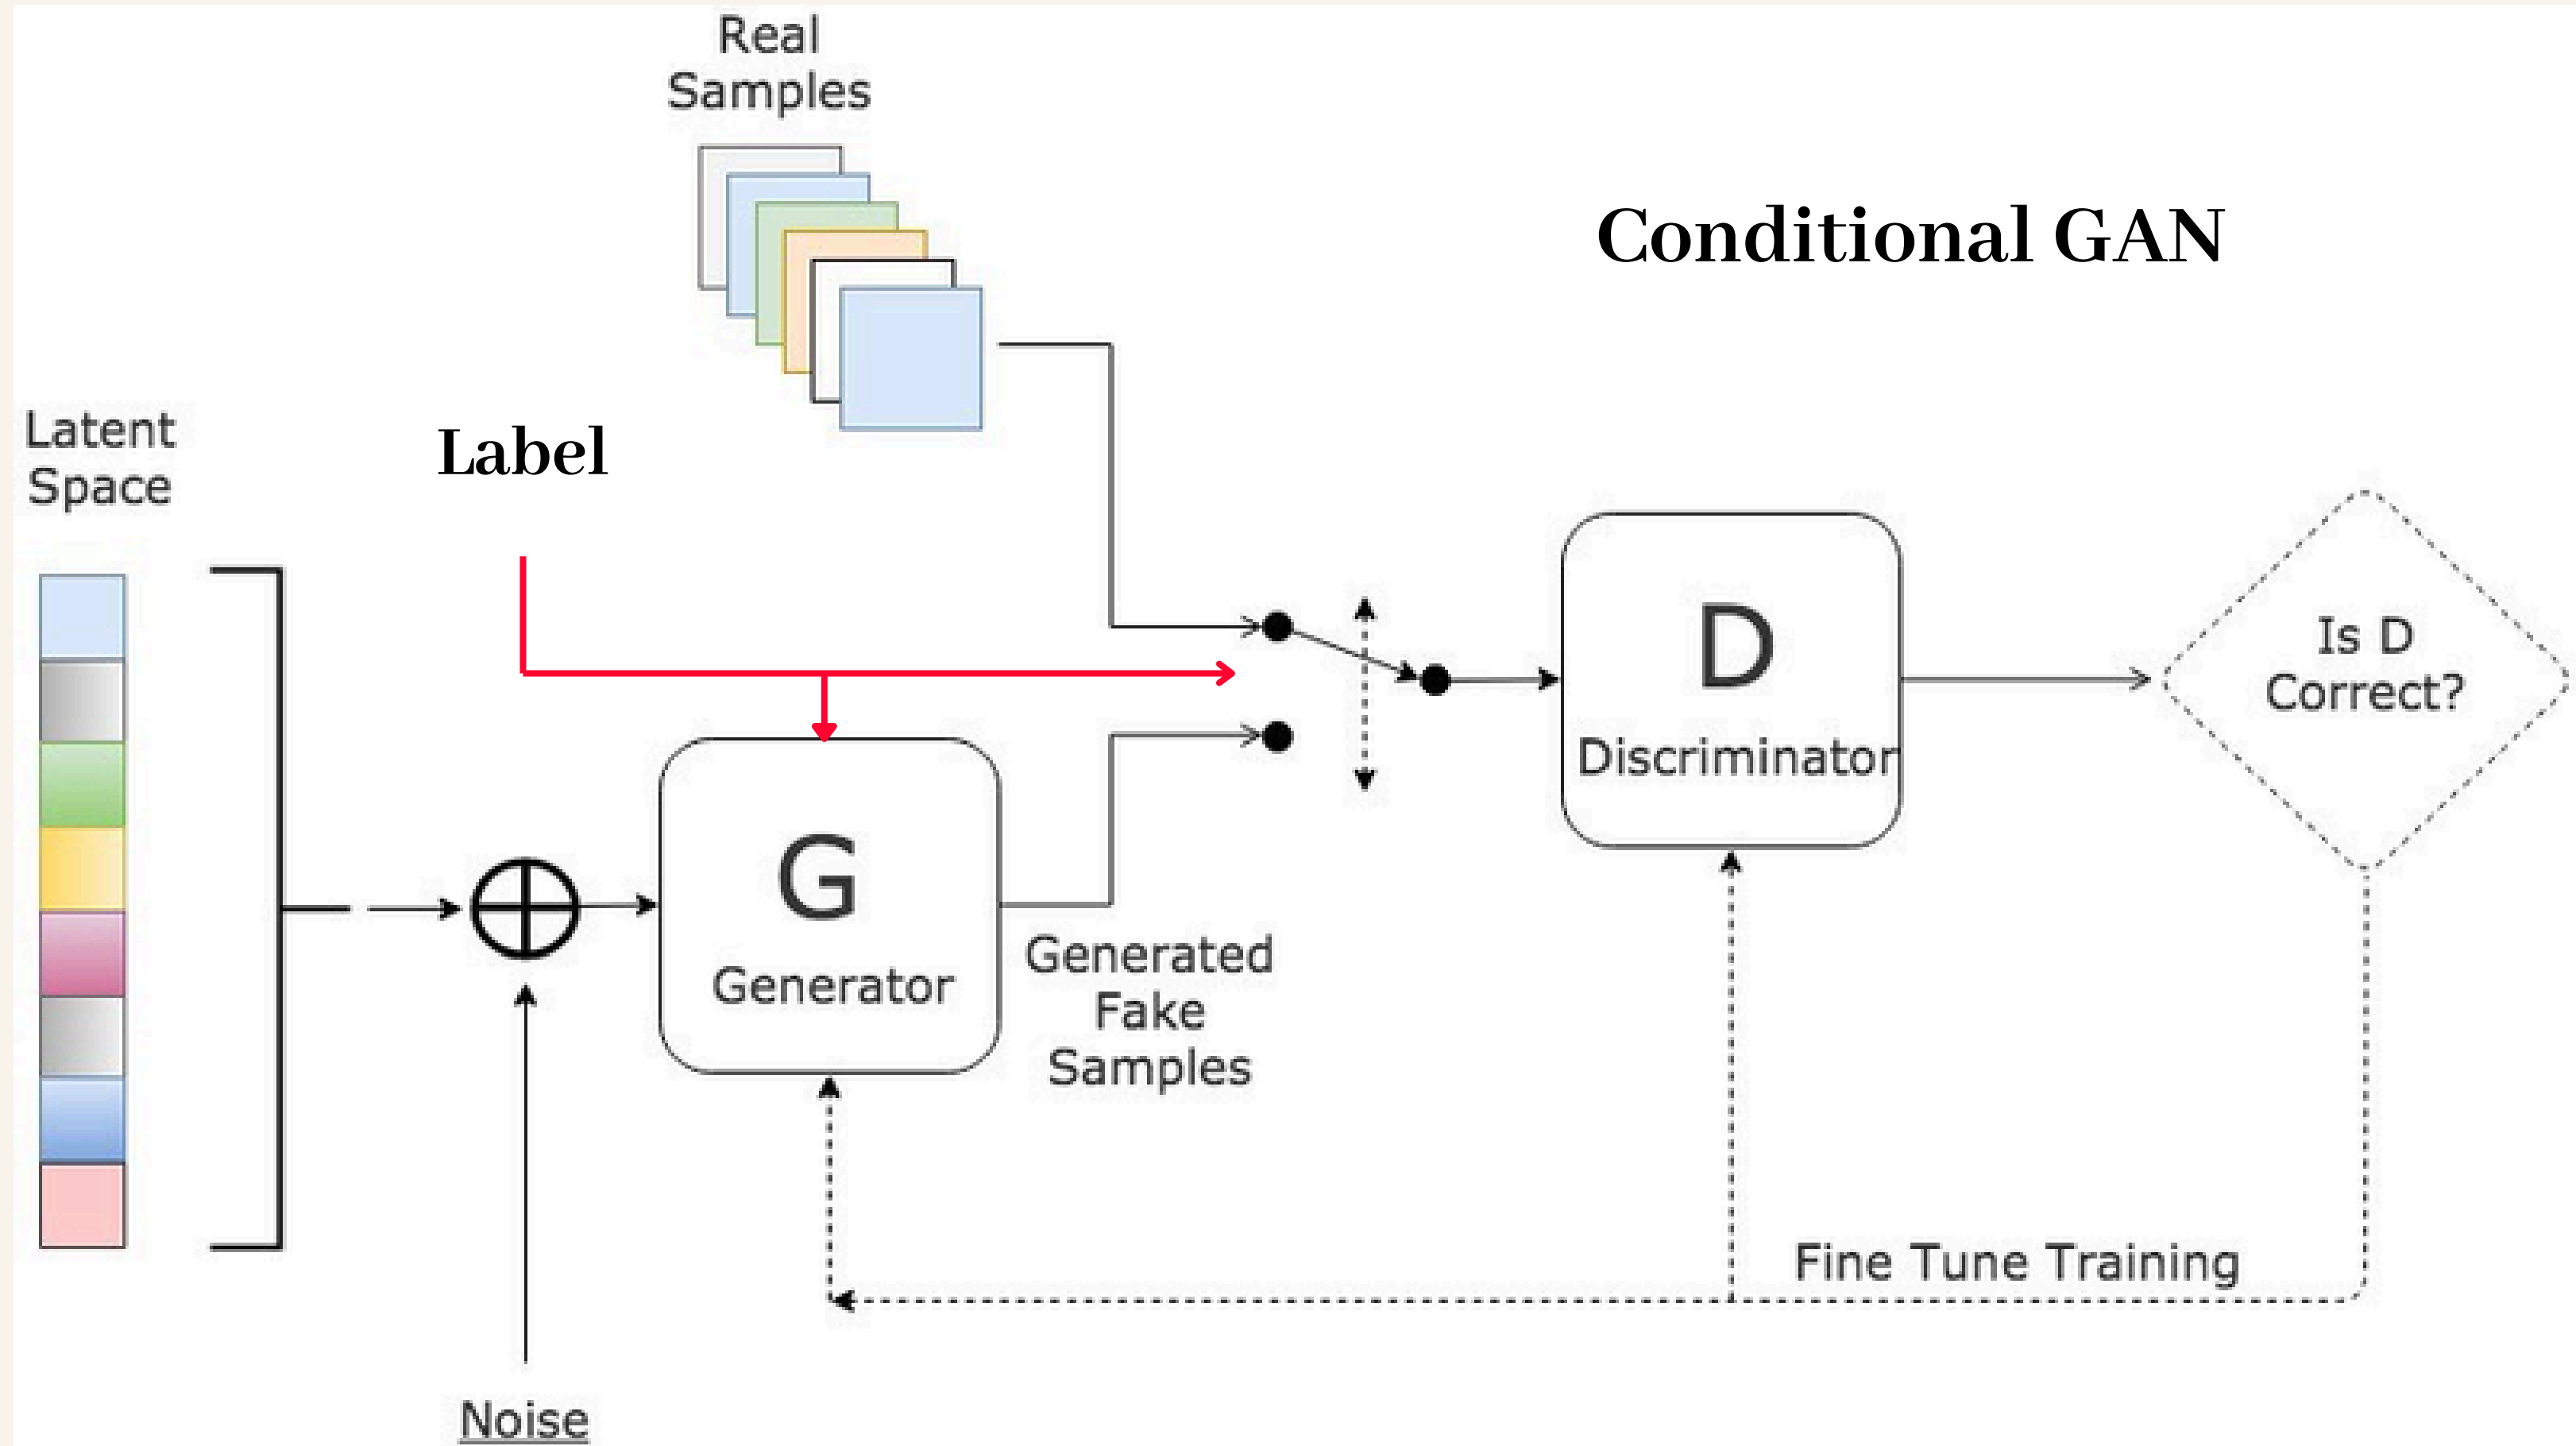 Real
Samples
Conditional GAN
Latent
Space
Label
D
Discriminator
Is D
Correct?
G
Generator
Generated
Fake
Samples
Fine Tune Training
Noise